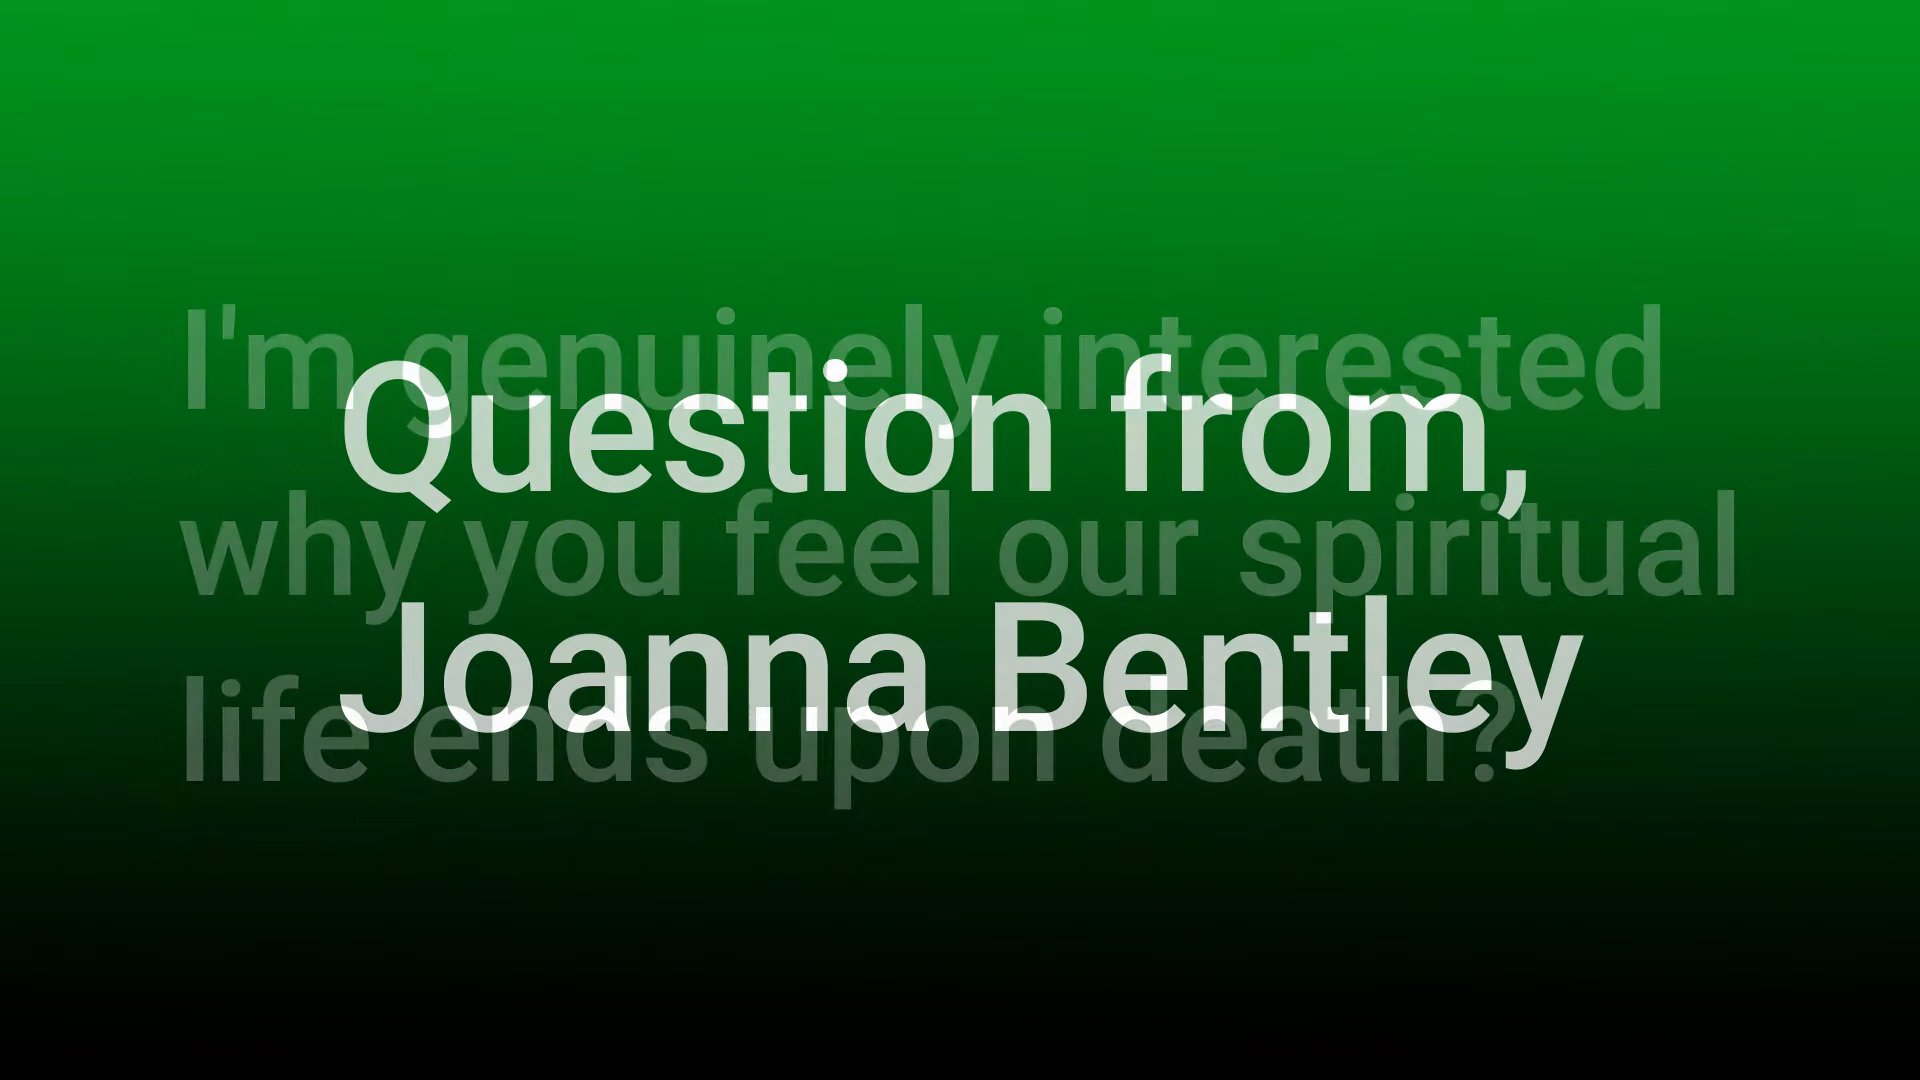 Question from,
Joanna Bentley
I'm genuinely interested
why you feel our spiritual
life ends upon death?